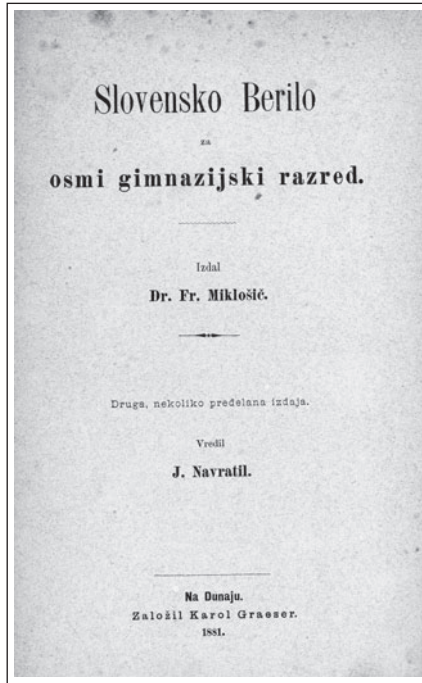 Slovensko Berilo
za
osmi gimnazijski razred.
Izdal
Dr. Fr. Miklošič.
Druga, nekoliko predelana izdaja.
Vredil
J. Navratil.
Na Dunaju.
Založil Karol Graeser.
1881.